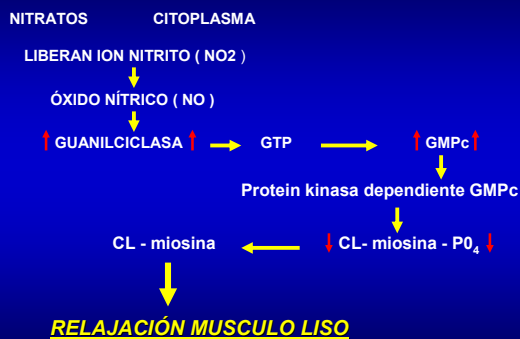 NITRATOS CITOPLASMA
LIBERAN ION NITRITO ( NO2 )
ÓXIDO NÍTRICO ( NO )
GUANILCICLASA GTP GMPc
Protein kinasa dependiente GMPc
CL - miosina CL- miosina - P0₄
RELAJACIÓN MUSCULO LISO